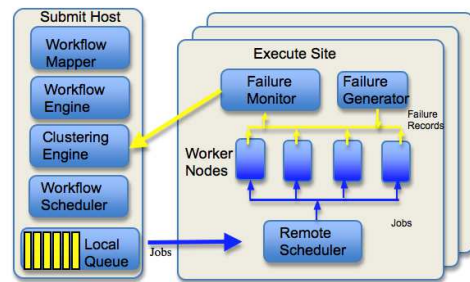 Submit Host
Workflow
Mapper
Workflow
Engine
Clustering
Engine
Workflow
Scheduler
Local
Queue
Jobs
Execute Site
Failure
Monitor
Failure
Generator
Failure
Records
Worker
Nodes
Jobs
Remote
Scheduler